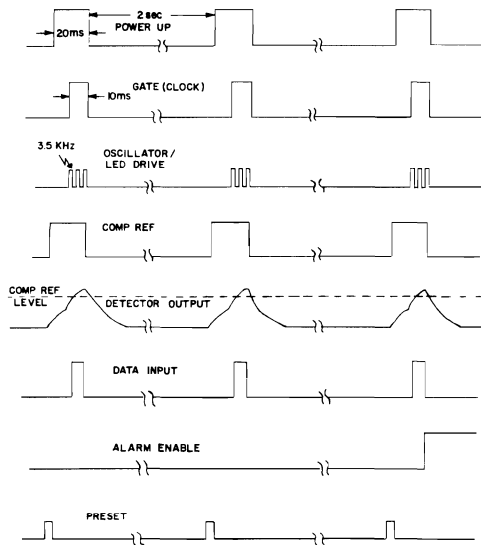 2 sec
20ms
POWER UP
GATE (CLOCK)
10ms
3.5 KHz
OSCILLATOR/
LED DRIVE
COMP REF
COMP REF
LEVEL
DETECTOR OUTPUT
DATA INPUT
ALARM ENABLE
PRESET